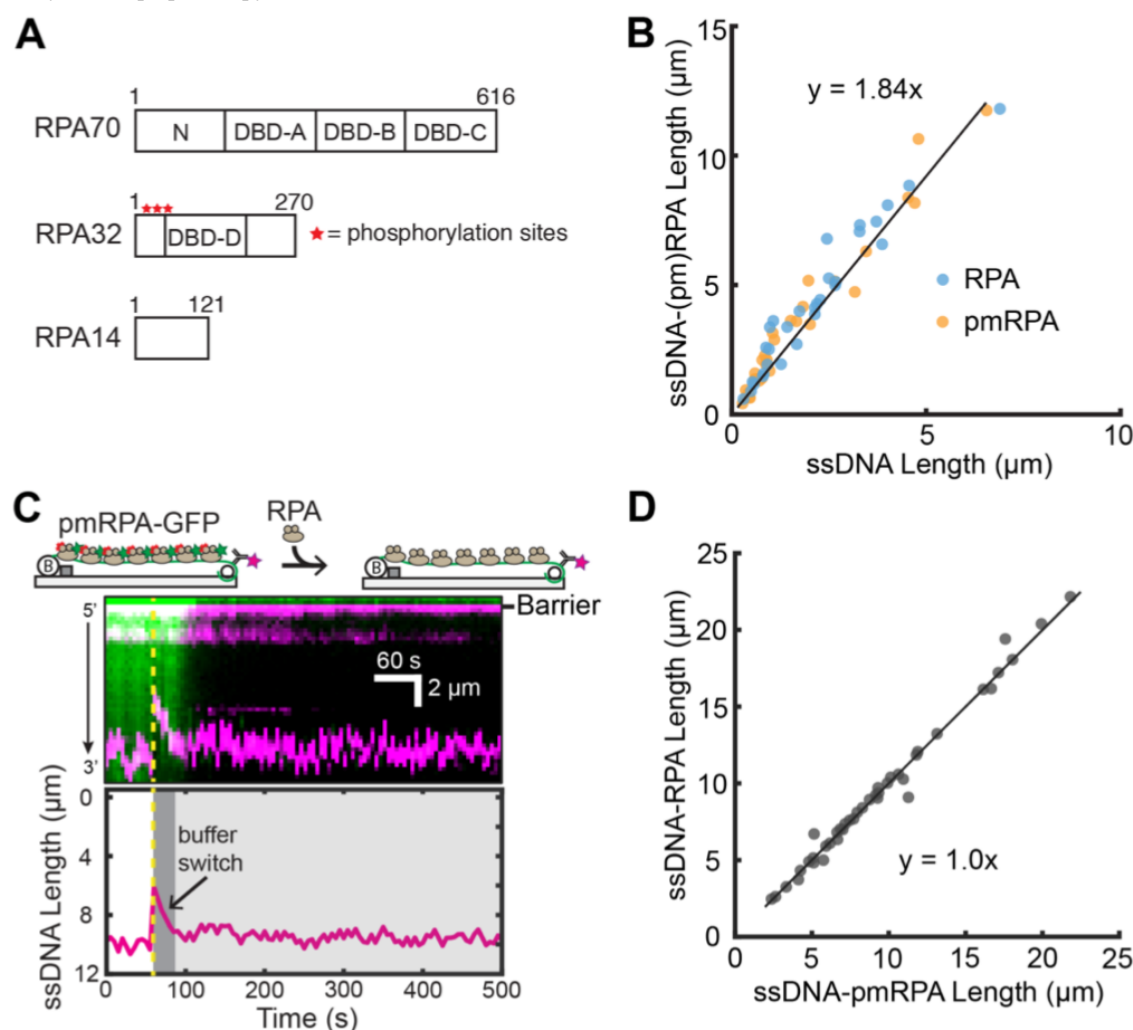 A
1 616
RPA70 N DBD-A DBD-B DBD-C
1 270
RPA32 DBD-D ★= phosphorylation sites
1 121
RPA14
B
ssDNA-(pm)RPA Length (µm)
15
10
5
0
y = 1.84x
RPA
pmRPA
0 5 10
ssDNA Length (µm)
C
pmRPA-GFP RPA
B B
5' Barrier
60 s
2 µm
3'
ssDNA Length (µm)
0
4
8
12
buffer
switch
0 100 200 300 400 500
Time (s)
D
ssDNA-RPA Length (µm)
25
20
15
10
5
0
y = 1.0x
0 5 10 15 20 25
ssDNA-pmRPA Length (µm)